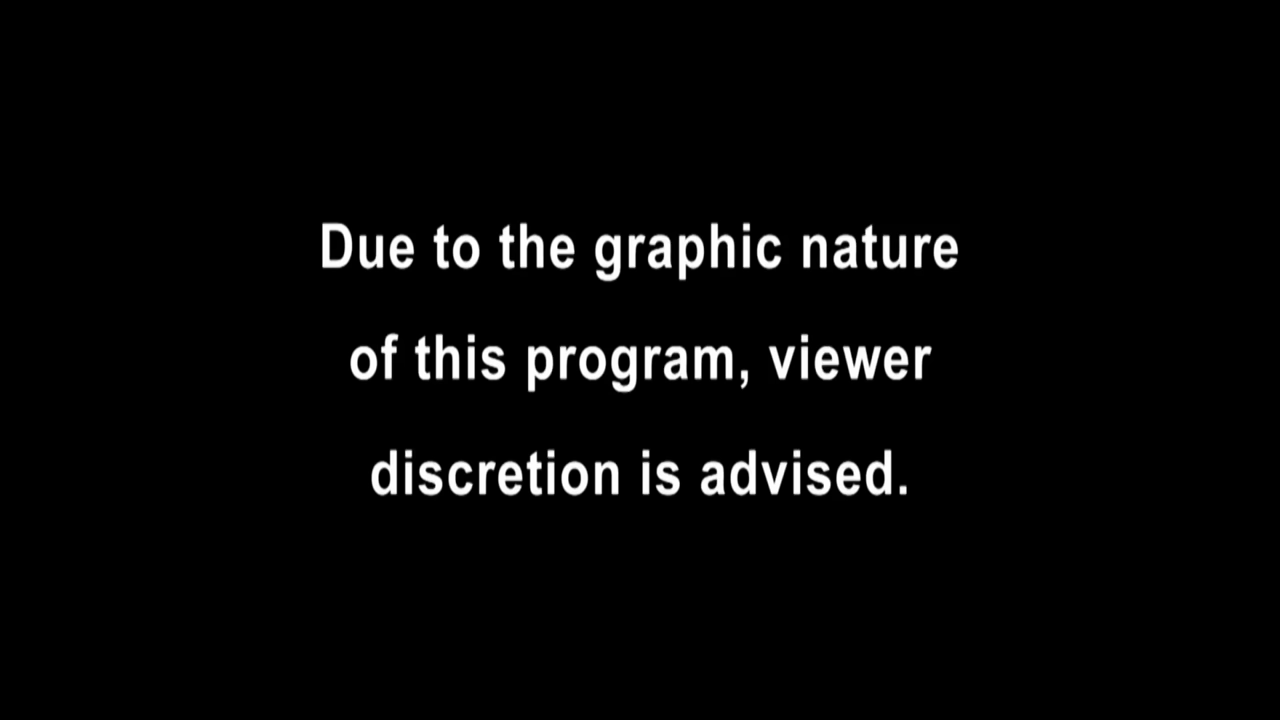 Due to the graphic nature
of this program, viewer
discretion is advised.